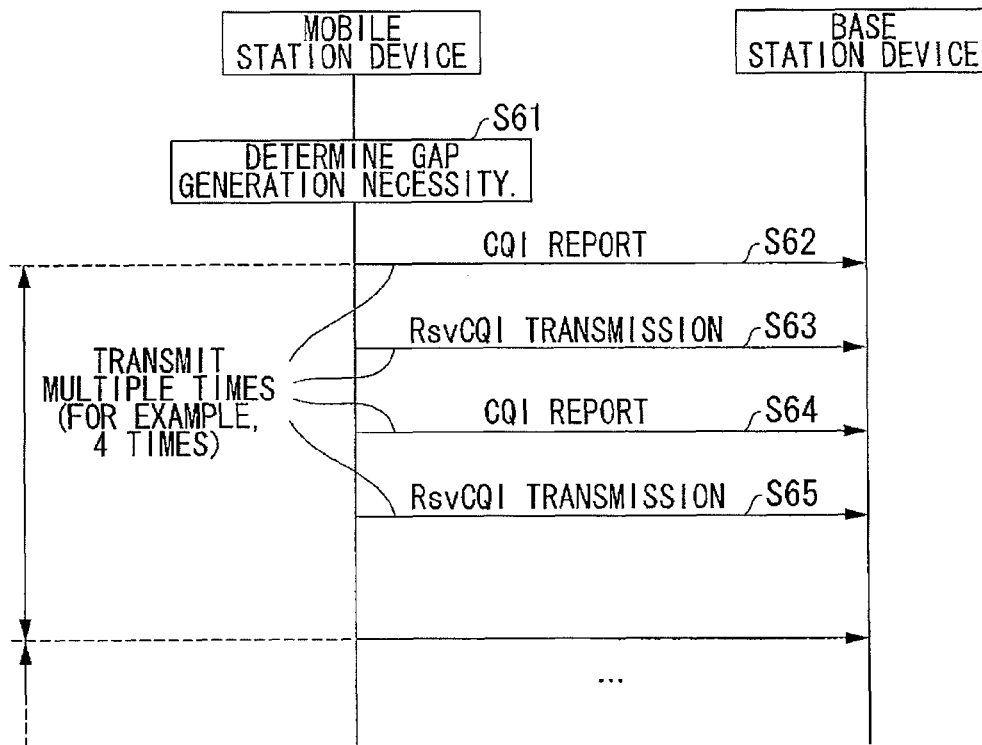 MOBILE
STATION DEVICE
BASE
STATION DEVICE
S61
DETERMINE GAP
GENERATION NECESSITY.
CQI REPORT
S62
RsvCQI TRANSMISSION
S63
TRANSMIT
MULTIPLE TIMES
(FOR EXAMPLE,
4 TIMES)
CQI REPORT
S64
RsvCQI TRANSMISSION
S65
...